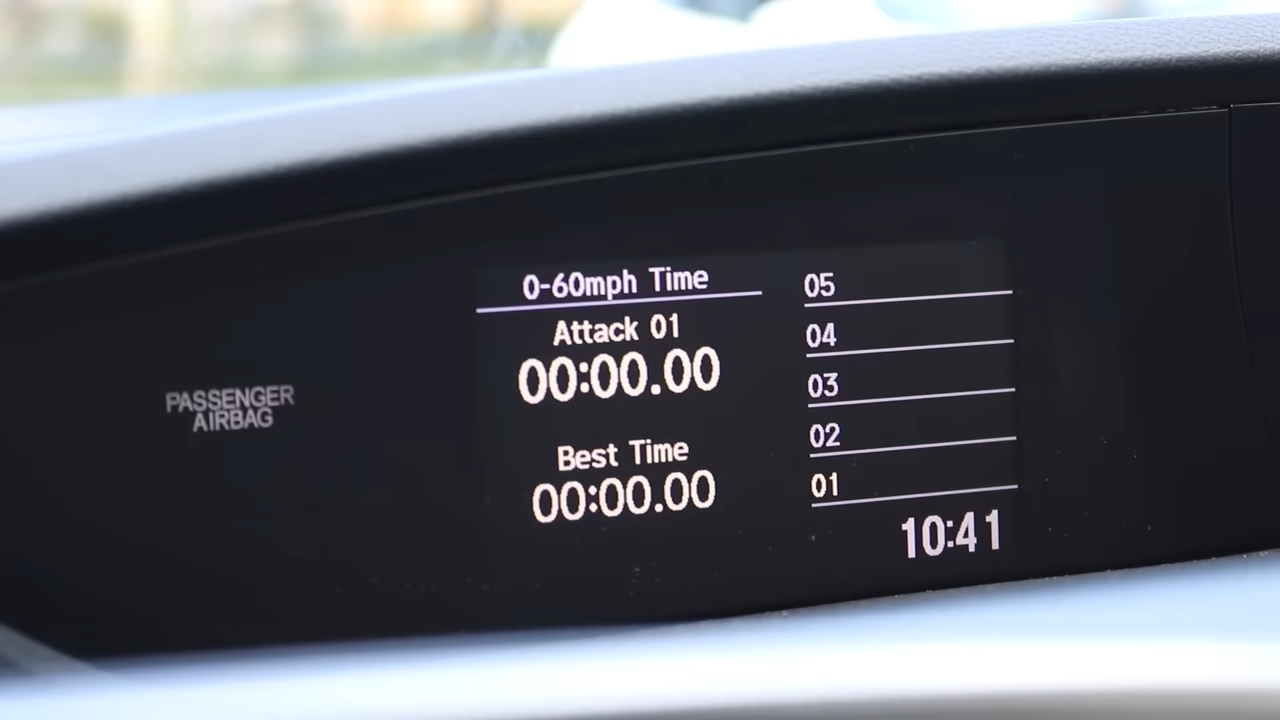 PASSENGER
AIRBAG
0-60mph Time
Attack 01
00:00.00
Best Time
00:00.00
05
04
03
02
01
10:41